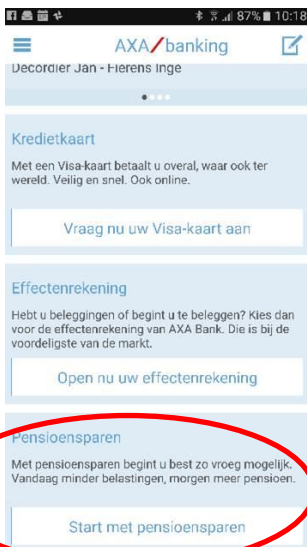 87% 10:18
AXA/banking
Decordier Jan - Fierens Inge
Kredietkaart
Met een Visa-kaart betaalt u overal, waar ook ter
wereld. Veilig en snel. Ook online.
Vraag nu uw Visa-kaart aan
Effectenrekening
Hebt u beleggingen of begint u te beleggen? Kies dan
voor de effectenrekening van AXA Bank. Die is bij de
voordeligste van de markt.
Open nu uw effectenrekening
Pensioensparen
Met pensioensparen begint u best zo vroeg mogelijk.
Vandaag minder belastingen, morgen meer pensioen.
Start met pensioensparen